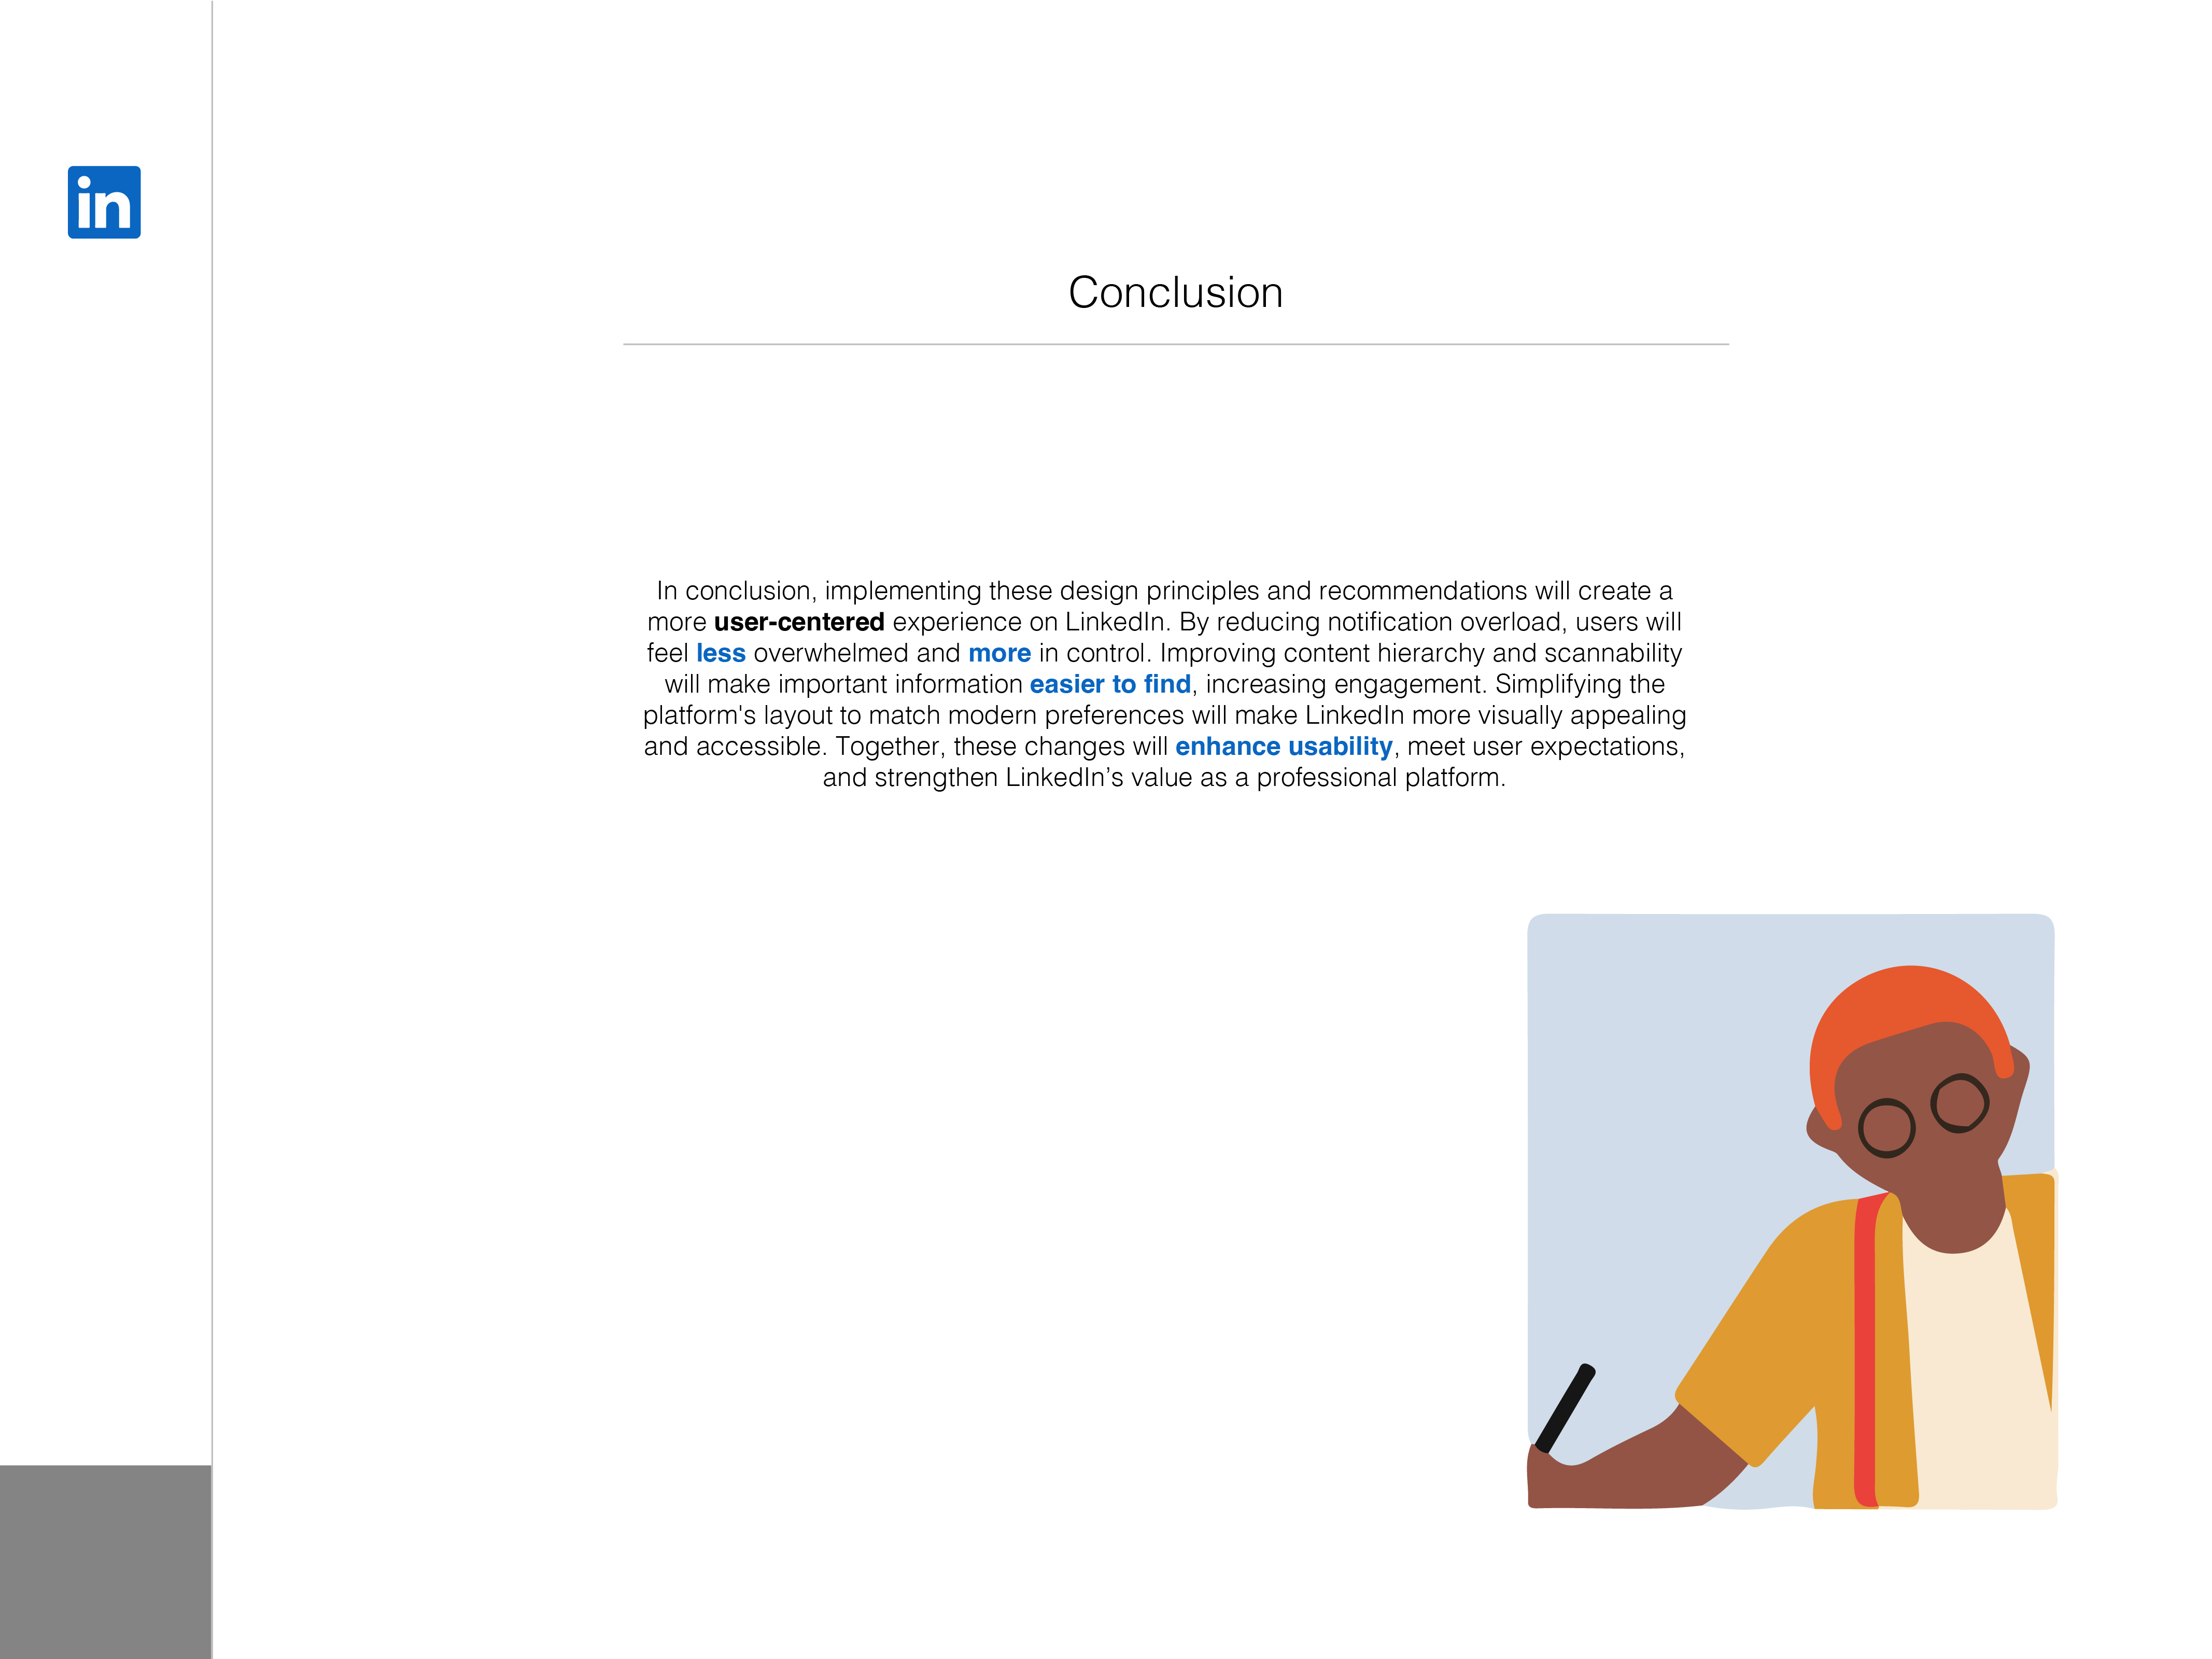 in
Conclusion
In conclusion, implementing these design principles and recommendations will create a
more user-centered experience on LinkedIn. By reducing notification overload, users will
feel less overwhelmed and more in control. Improving content hierarchy and scannability
will make important information easier to find, increasing engagement. Simplifying the
platform's layout to match modern preferences will make LinkedIn more visually appealing
and accessible. Together, these changes will enhance usability, meet user expectations,
and strengthen LinkedIn’s value as a professional platform.